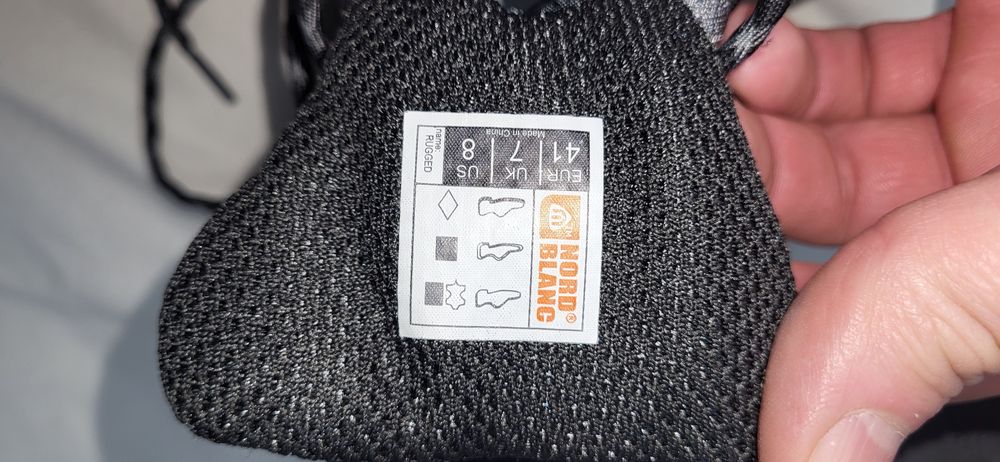 NORD
BLANC®
EUR UK US
41 7 8
Made in China
name:
RUGGED